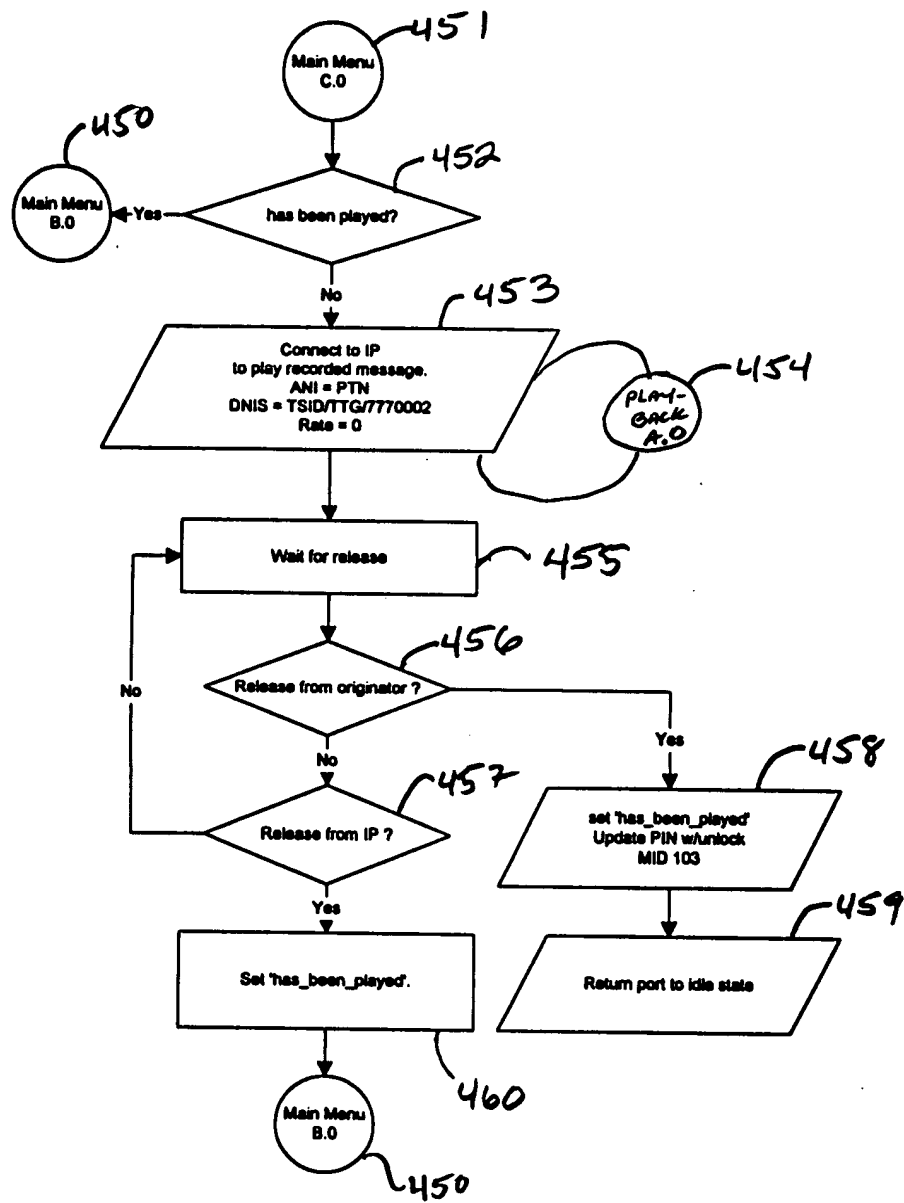 451
Main Menu
C.0
450
452
Main Menu
B.0
Yes
has been played?
No
453
Connect to IP
to play recorded message.
ANI = PTN
DNIS = TSID/TTG/7770002
Rate = 0
454
PLAY-
BACK
A.0
Wait for release
455
456
No
Release from originator ?
Yes
No
457
458
Release from IP ?
set 'has_been_played'
Update PIN w/unlock
MID 103
Yes
459
Set 'has_been_played'.
Return port to idle state
460
Main Menu
B.0
450